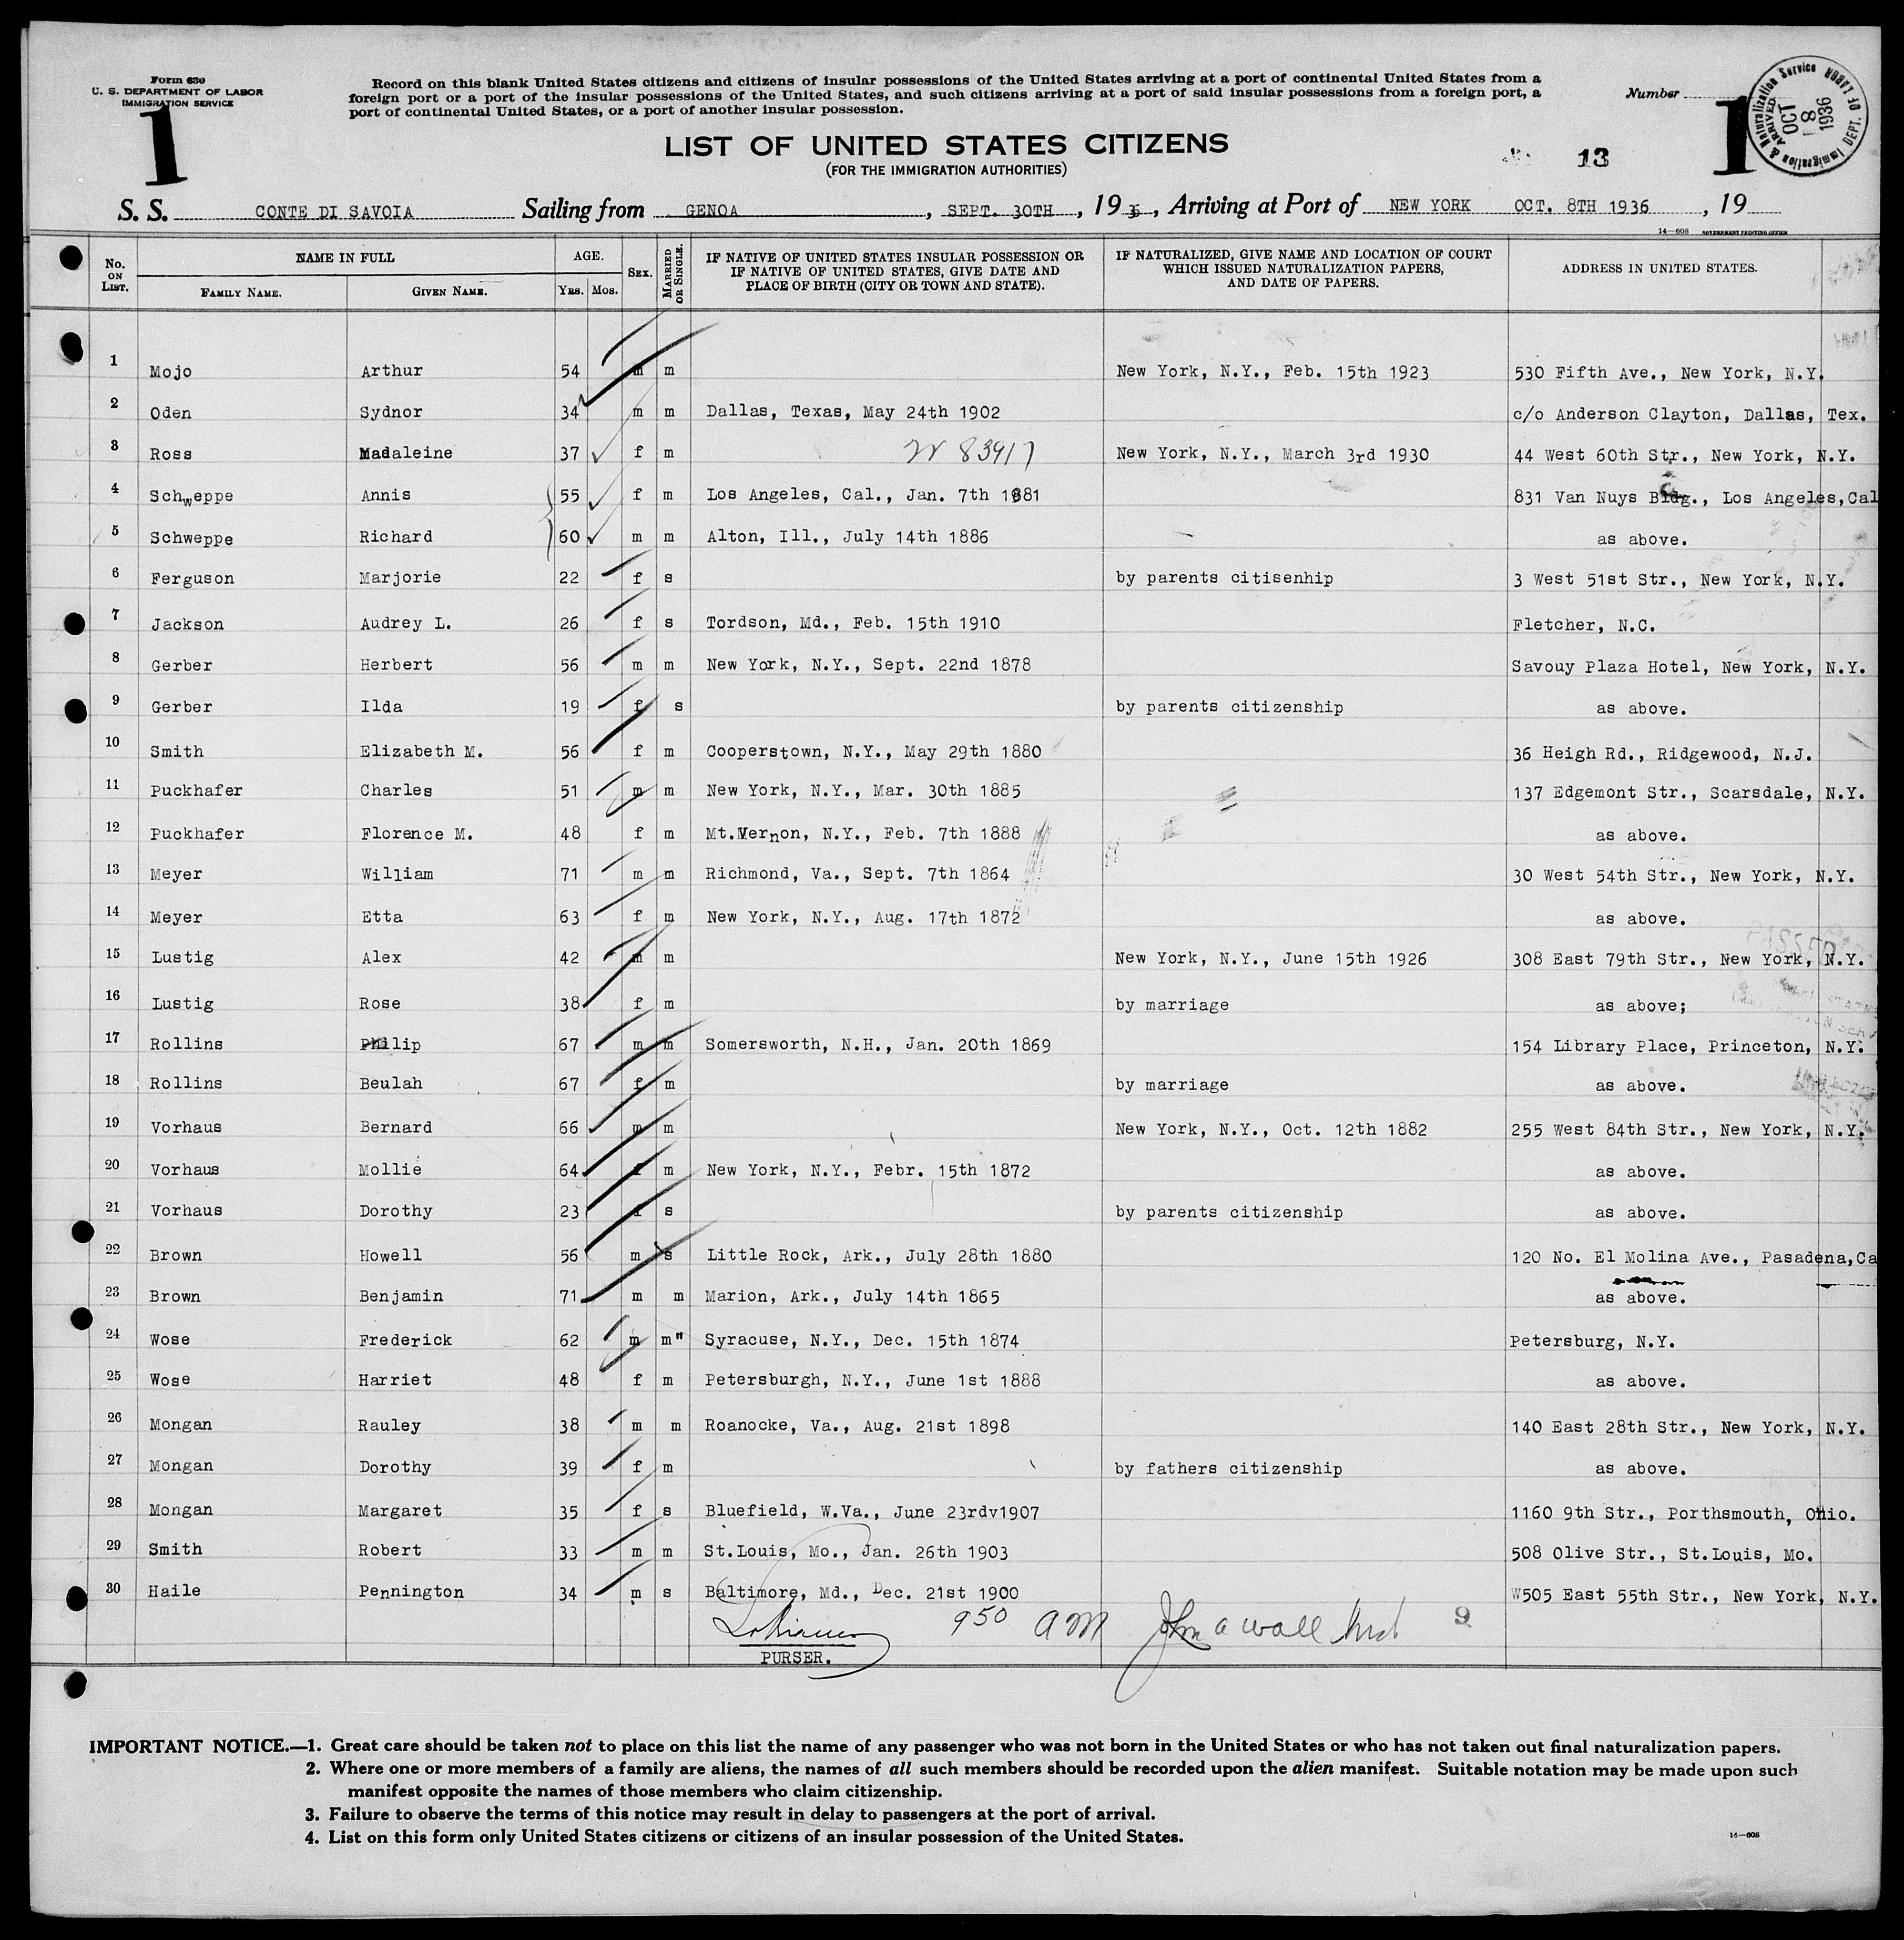 Form 630
U. S. DEPARTMENT OF LABOR
IMMIGRATION SERVICE
1
Record on this blank United States citizens and citizens of insular possessions of the United States arriving at a port of continental United States from a
foreign port or a port of the insular possessions of the United States, and such citizens arriving at a port of said insular possessions from a foreign port, a
port of continental United States, or a port of another insular possession.
Number
1
Immigration & Naturalization Service DEPT. OF LABOR
ARRIVED
OCT
8
1936
LIST OF UNITED STATES CITIZENS
(FOR THE IMMIGRATION AUTHORITIES)
13
S. S. CONTE DI SAVOIA Sailing from GENOA, SEPT. 30TH, 193 , Arriving at Port of NEW YORK OCT. 8TH 1936, 19
14—608 GOVERNMENT PRINTING OFFICE
No. ON LIST. NAME IN FULL FAMILY NAME. GIVEN NAME. AGE. YRS. MOS. SEX. MARRIED OR SINGLE. IF NATIVE OF UNITED STATES INSULAR POSSESSION OR IF NATIVE OF UNITED STATES, GIVE DATE AND PLACE OF BIRTH (CITY OR TOWN AND STATE). IF NATURALIZED, GIVE NAME AND LOCATION OF COURT WHICH ISSUED NATURALIZATION PAPERS, AND DATE OF PAPERS. ADDRESS IN UNITED STATES.
1 Mojo Arthur 54 m m New York, N.Y., Feb. 15th 1923 530 Fifth Ave., New York, N.Y.
2 Oden Sydnor 34 m m Dallas, Texas, May 24th 1902 c/o Anderson Clayton, Dallas, Tex.
3 Ross Madaleine 37 f m 83917 New York, N.Y., March 3rd 1930 44 West 60th Str., New York, N.Y.
4 Schweppe Annis 55 f m Los Angeles, Cal., Jan. 7th 1881 831 Van Nuys Bldg., Los Angeles,Cal
5 Schweppe Richard 60 m m Alton, Ill., July 14th 1886 as above.
6 Ferguson Marjorie 22 f s by parents citisenhip 3 West 51st Str., New York, N.Y.
7 Jackson Audrey L. 26 f s Tordson, Md., Feb. 15th 1910 Fletcher, N.C.
8 Gerber Herbert 56 m m New York, N.Y., Sept. 22nd 1878 Savouy Plaza Hotel, New York, N.Y.
9 Gerber Ilda 19 f s by parents citizenship as above.
10 Smith Elizabeth M. 56 f m Cooperstown, N.Y., May 29th 1880 36 Heigh Rd., Ridgewood, N.J.
11 Puckhafer Charles 51 m m New York, N.Y., Mar. 30th 1885 137 Edgemont Str., Scarsdale, N.Y.
12 Puckhafer Florence M. 48 f m Mt.Vernon, N.Y., Feb. 7th 1888 as above.
13 Meyer William 71 m m Richmond, Va., Sept. 7th 1864 30 West 54th Str., New York, N.Y.
14 Meyer Etta 63 f m New York, N.Y., Aug. 17th 1872 as above.
PASSED
15 Lustig Alex 42 m m New York, N.Y., June 15th 1926 308 East 79th Str., New York, N.Y.
16 Lustig Rose 38 f m by marriage as above;
17 Rollins Philip 67 m m Somersworth, N.H., Jan. 20th 1869 154 Library Place, Princeton, N.Y.
18 Rollins Beulah 67 f m by marriage as above.
19 Vorhaus Bernard 66 m m New York, N.Y., Oct. 12th 1882 255 West 84th Str., New York, N.Y.
20 Vorhaus Mollie 64 f m New York, N.Y., Febr. 15th 1872 as above.
21 Vorhaus Dorothy 23 f s by parents citizenship as above.
22 Brown Howell 56 m s Little Rock, Ark., July 28th 1880 120 No. El Molina Ave., Pasadena,Ca
23 Brown Benjamin 71 m m Marion, Ark., July 14th 1865 as above.
24 Wose Frederick 62 m m" Syracuse, N.Y., Dec. 15th 1874 Petersburg, N.Y.
25 Wose Harriet 48 f m Petersburgh, N.Y., June 1st 1888 as above.
26 Mongan Rauley 38 m m Roanocke, Va., Aug. 21st 1898 140 East 28th Str., New York, N.Y.
27 Mongan Dorothy 39 f m by fathers citizenship as above.
28 Mongan Margaret 35 f s Bluefield, W.Va., June 23rdv1907 1160 9th Str., Porthsmouth, Ohio.
29 Smith Robert 33 m m St.Louis, Mo., Jan. 26th 1903 508 Olive Str., St.Louis, Mo.
30 Haile Pennington 34 m s Baltimore, Md., Dec. 21st 1900 W505 East 55th Str., New York, N.Y.
950 AM John a wall 9
PURSER.
IMPORTANT NOTICE.—1. Great care should be taken not to place on this list the name of any passenger who was not born in the United States or who has not taken out final naturalization papers.
2. Where one or more members of a family are aliens, the names of all such members should be recorded upon the alien manifest. Suitable notation may be made upon such
manifest opposite the names of those members who claim citizenship.
3. Failure to observe the terms of this notice may result in delay to passengers at the port of arrival.
4. List on this form only United States citizens or citizens of an insular possession of the United States.
14—608